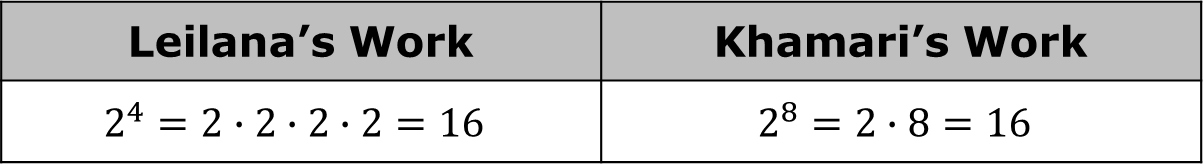 Leilana’s Work
Khamari’s Work
2⁴ = 2 · 2 · 2 · 2 = 16
2⁸ = 2 · 8 = 16